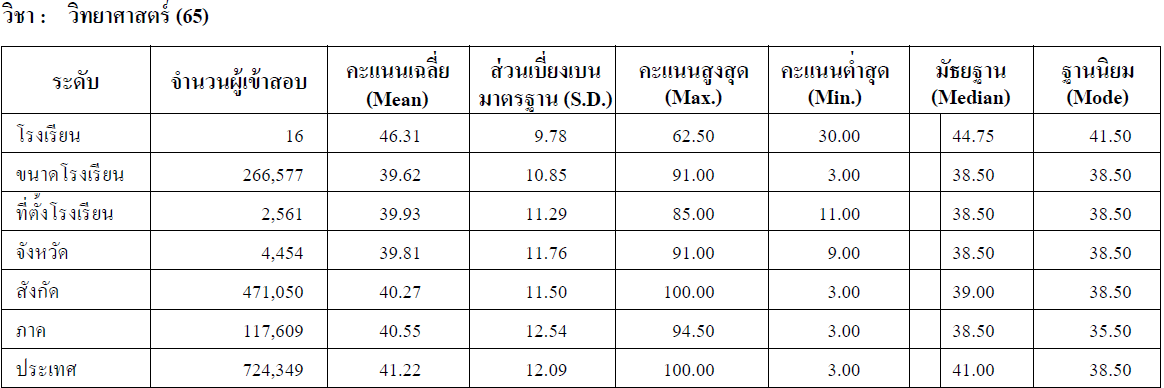 วิชา : วิทยาศาสตร์ (65)
ระดับ จำนวนผู้เข้าสอบ คะแนนเฉลี่ย (Mean) ส่วนเบี่ยงเบนมาตรฐาน (S.D.) คะแนนสูงสุด (Max.) คะแนนต่ำสุด (Min.) มัธยฐาน (Median) ฐานนิยม (Mode)
โรงเรียน 16 46.31 9.78 62.50 30.00 44.75 41.50
ขนาดโรงเรียน 266,577 39.62 10.85 91.00 3.00 38.50 38.50
ที่ตั้งโรงเรียน 2,561 39.93 11.29 85.00 11.00 38.50 38.50
จังหวัด 4,454 39.81 11.76 91.00 9.00 38.50 38.50
สังกัด 471,050 40.27 11.50 100.00 3.00 39.00 38.50
ภาค 117,609 40.55 12.54 94.50 3.00 38.50 35.50
ประเทศ 724,349 41.22 12.09 100.00 3.00 41.00 38.50